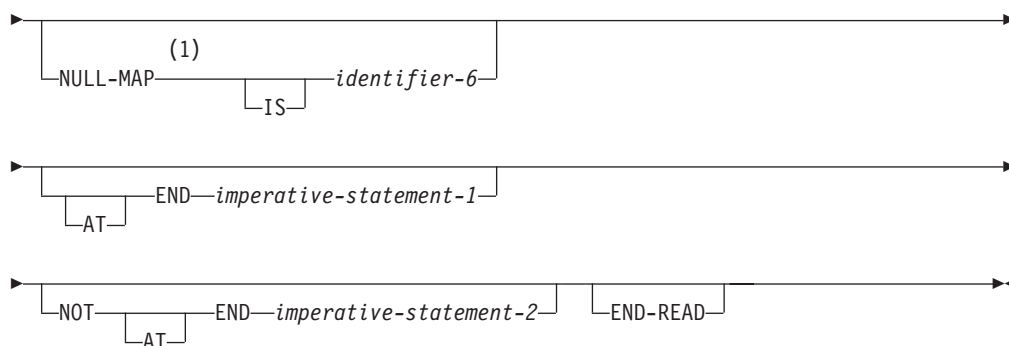 (1)
NULL-MAP IS identifier-6
END imperative-statement-1
AT
NOT END imperative-statement-2 END-READ
AT